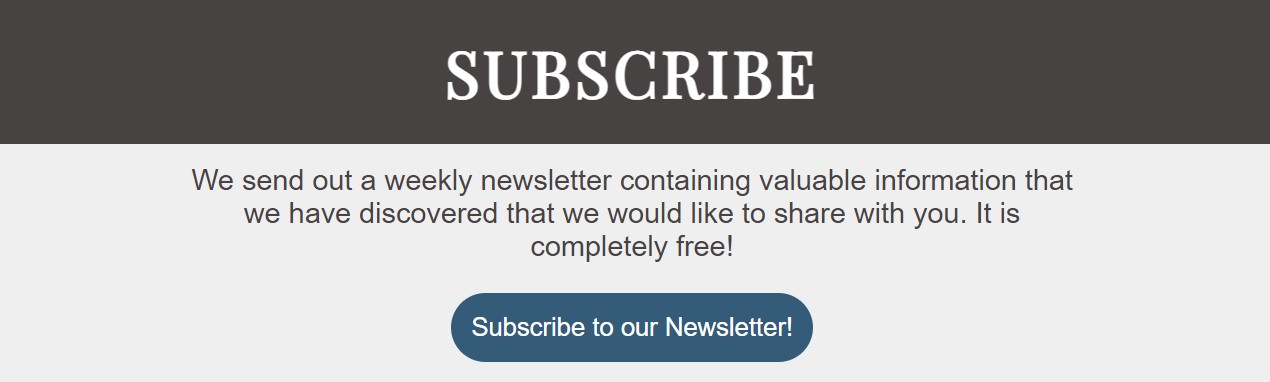 SUBSCRIBE
We send out a weekly newsletter containing valuable information that
we have discovered that we would like to share with you. It is
completely free!
Subscribe to our Newsletter!